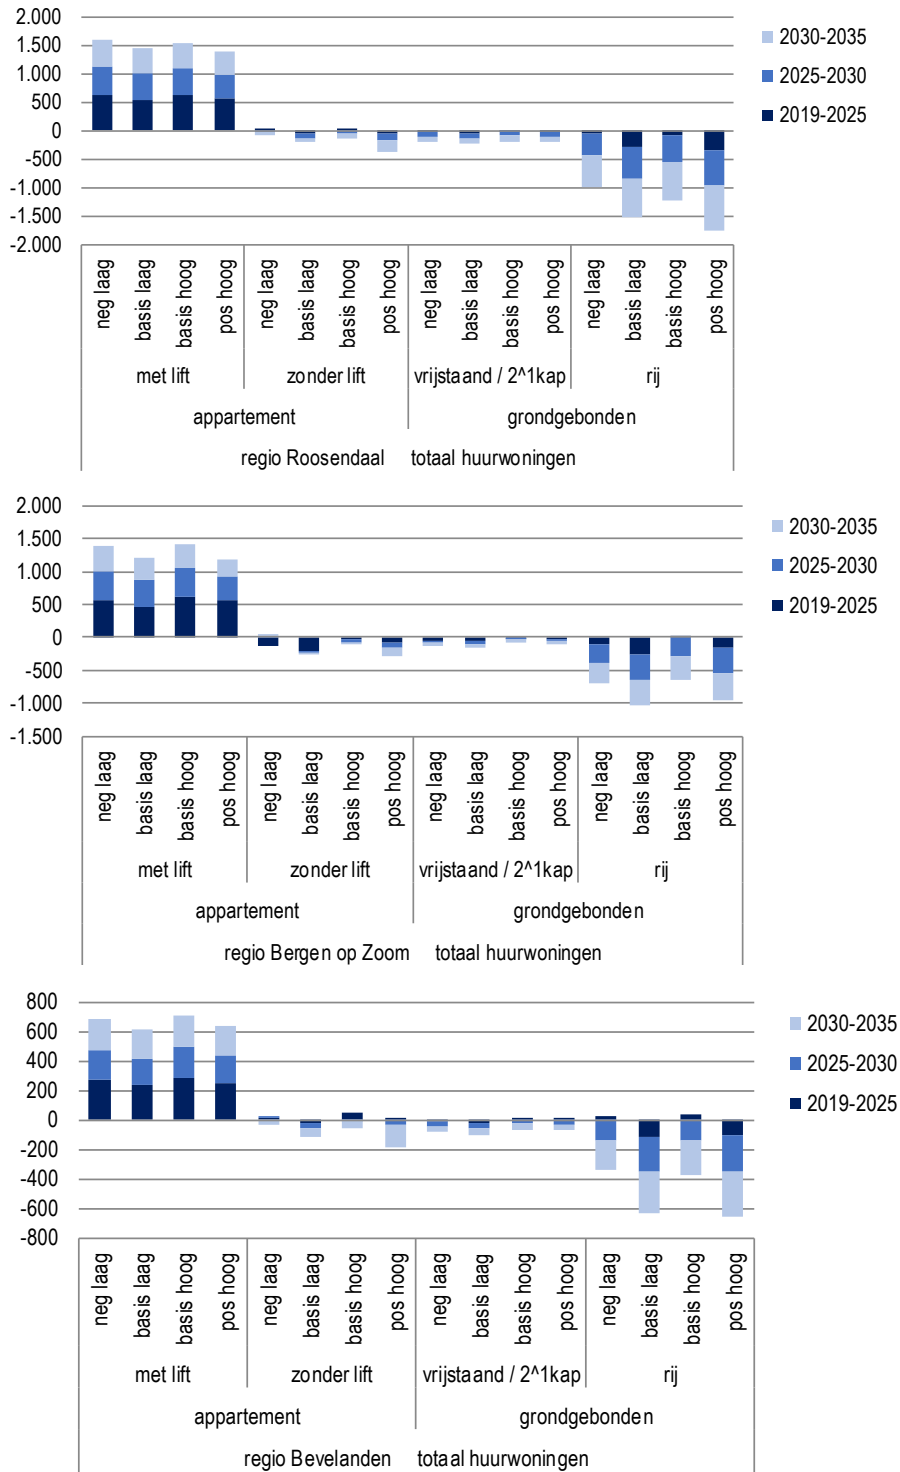 2.000
1.500
1.000
500
0
-500
-1.000
-1.500
-2.000
2030-2035
2025-2030
2019-2025
neg laag basis laag basis hoog pos hoog neg laag basis laag basis hoog pos hoog neg laag basis laag basis hoog pos hoog neg laag basis laag basis hoog pos hoog
met lift zonder lift vrijstaand / 2^1kap rij
appartement grondgebonden
regio Roosendaal totaal huurwoningen
2.000
1.500
1.000
500
0
-500
-1.000
-1.500
2030-2035
2025-2030
2019-2025
neg laag basis laag basis hoog pos hoog neg laag basis laag basis hoog pos hoog neg laag basis laag basis hoog pos hoog neg laag basis laag basis hoog pos hoog
met lift zonder lift vrijstaand / 2^1kap rij
appartement grondgebonden
regio Bergen op Zoom totaal huurwoningen
800
600
400
200
0
-200
-400
-600
-800
2030-2035
2025-2030
2019-2025
neg laag basis laag basis hoog pos hoog neg laag basis laag basis hoog pos hoog neg laag basis laag basis hoog pos hoog neg laag basis laag basis hoog pos hoog
met lift zonder lift vrijstaand / 2^1kap rij
appartement grondgebonden
regio Bevelanden totaal huurwoningen